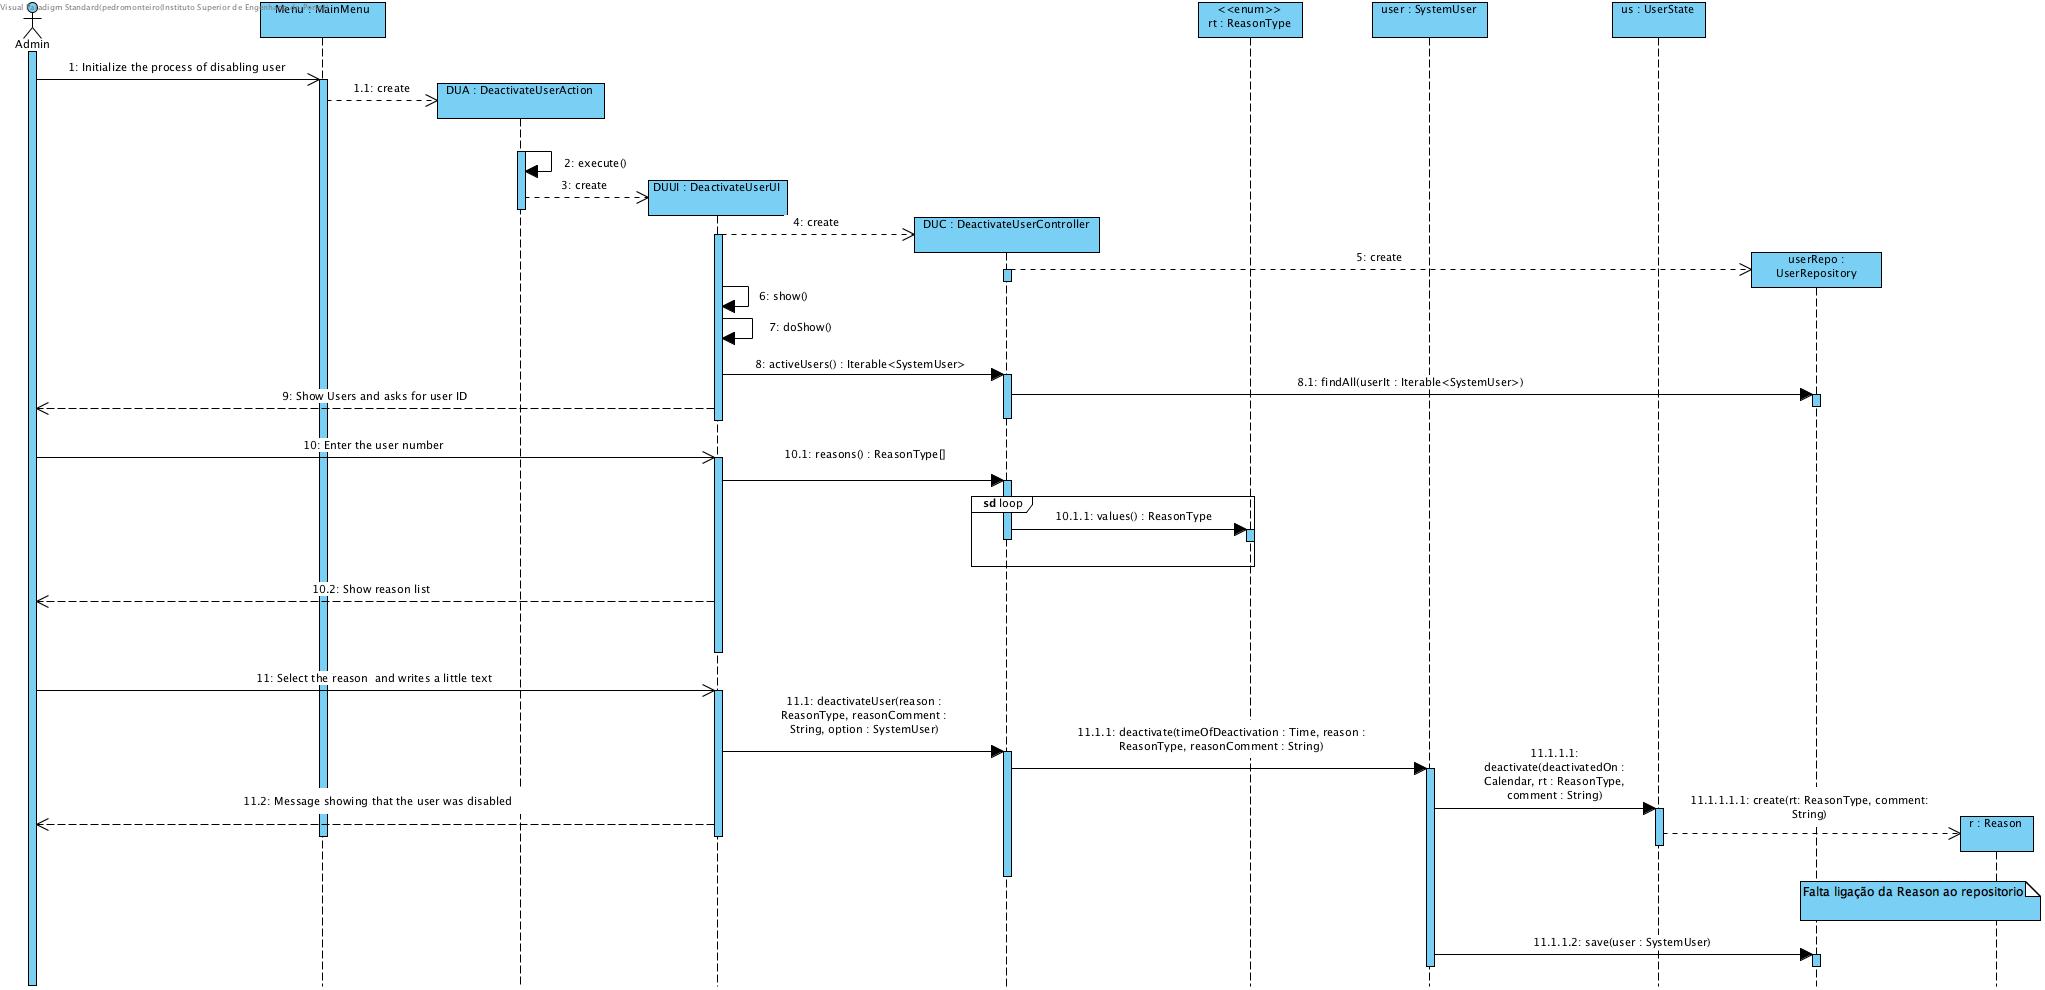 Visual Paradigm Standard(pedromonteiro(Instituto Superior de
Menu : MainMenu
<<enum>>
rt : ReasonType
user : SystemUser
us : UserState
Admin
1: Initialize the process of disabling user
1.1: create
DUA : DeactivateUserAction
2: execute()
3: create
DUUI : DeactivateUserUI
4: create
DUC : DeactivateUserController
5: create
userRepo :
UserRepository
6: show()
7: doShow()
8: activeUsers() : Iterable<SystemUser>
8.1: findAll(userIt : Iterable<SystemUser>)
9: Show Users and asks for user ID
10: Enter the user number
10.1: reasons() : ReasonType[]
sd loop
10.1.1: values() : ReasonType
10.2: Show reason list
11: Select the reason  and writes a little text
11.1: deactivateUser(reason :
ReasonType, reasonComment :
String, option : SystemUser)
11.1.1: deactivate(timeOfDeactivation : Time, reason :
ReasonType, reasonComment : String)
11.1.1.1:
deactivate(deactivatedOn :
Calendar, rt : ReasonType,
comment : String)
11.1.1.1.1: create(rt: ReasonType, comment:
String)
r : Reason
11.2: Message showing that the user was disabled
Falta ligação da Reason ao repositorio
11.1.1.2: save(user : SystemUser)